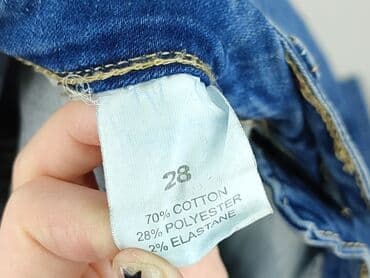 28
70% COTTON
28% POLYESTER
2% ELASTANE